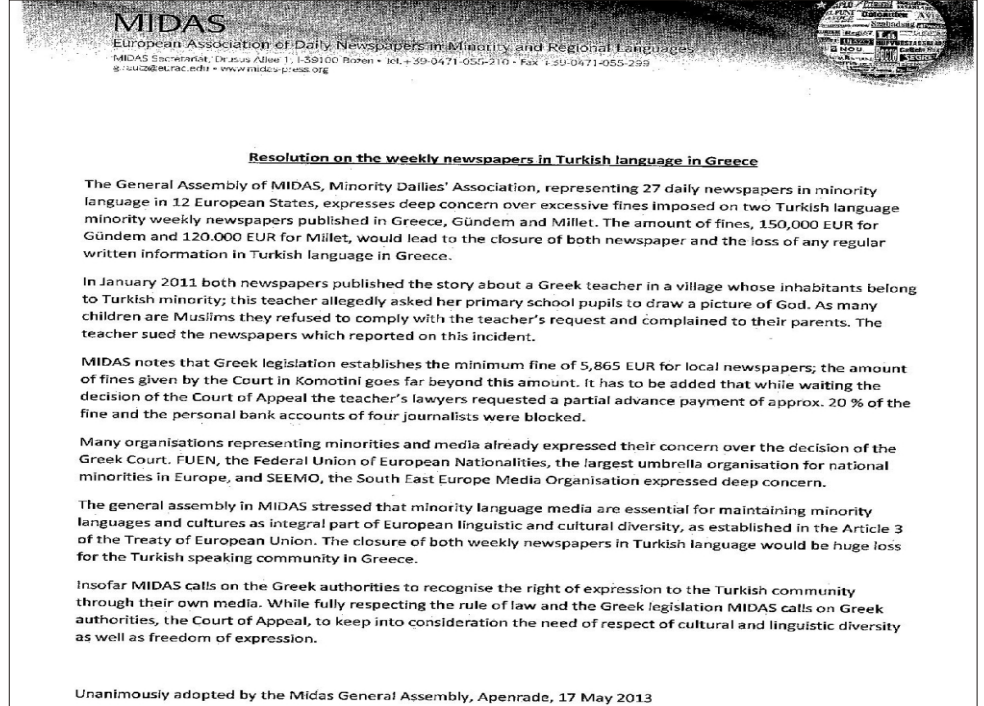 MIDAS
European Association of Daily Newspapers in Minority and Regional Languages
MIDAS Secretariat, Drusus Allee 1, I-39100 Bozen • Tel. +39-0471-055-210 • Fax +39-0471-055-299
www.midas-press.org
Resolution on the weekly newspapers in Turkish language in Greece
The General Assembly of MIDAS, Minority Dailies' Association, representing 27 daily newspapers in minority
language in 12 European States, expresses deep concern over excessive fines imposed on two Turkish language
minority weekly newspapers published in Greece, Gündem and Millet. The amount of fines, 150,000 EUR for
Gündem and 120.000 EUR for Millet, would lead to the closure of both newspaper and the loss of any regular
written information in Turkish language in Greece.
In January 2011 both newspapers published the story about a Greek teacher in a village whose inhabitants belong
to Turkish minority; this teacher allegedly asked her primary school pupils to draw a picture of God. As many
children are Muslims they refused to comply with the teacher's request and complained to their parents. The
teacher sued the newspapers which reported on this incident.
MIDAS notes that Greek legislation establishes the minimum fine of 5,865 EUR for local newspapers; the amount
of fines given by the Court in Komotini goes far beyond this amount. It has to be added that while waiting the
decision of the Court of Appeal the teacher's lawyers requested a partial advance payment of approx. 20 % of the
fine and the personal bank accounts of four journalists were blocked.
Many organisations representing minorities and media already expressed their concern over the decision of the
Greek Court. FUEN, the Federal Union of European Nationalities, the largest umbrella organisation for national
minorities in Europe, and SEEMO, the South East Europe Media Organisation expressed deep concern.
The general assembly in MIDAS stressed that minority language media are essential for maintaining minority
languages and cultures as integral part of European linguistic and cultural diversity, as established in the Article 3
of the Treaty of European Union. The closure of both weekly newspapers in Turkish language would be huge loss
for the Turkish speaking community in Greece.
Insofar MIDAS calls on the Greek authorities to recognise the right of expression to the Turkish community
through their own media. While fully respecting the rule of law and the Greek legislation MIDAS calls on Greek
authorities, the Court of Appeal, to keep into consideration the need of respect of cultural and linguistic diversity
as well as freedom of expression.
Unanimously adopted by the Midas General Assembly, Apenrade, 17 May 2013